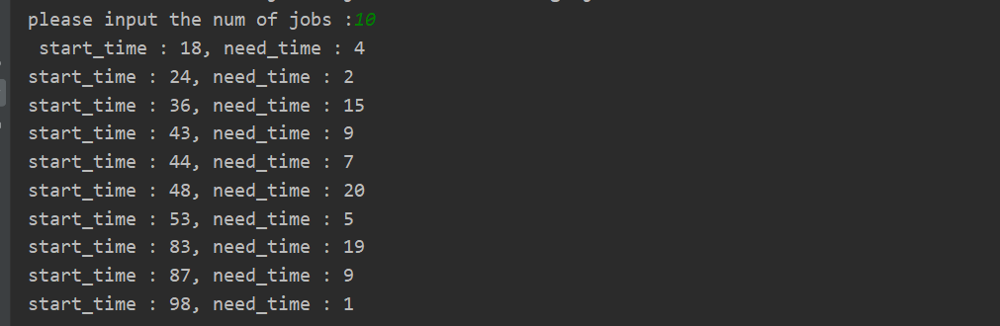 please input the num of jobs :10
 start_time : 18, need_time : 4
start_time : 24, need_time : 2
start_time : 36, need_time : 15
start_time : 43, need_time : 9
start_time : 44, need_time : 7
start_time : 48, need_time : 20
start_time : 53, need_time : 5
start_time : 83, need_time : 19
start_time : 87, need_time : 9
start_time : 98, need_time : 1